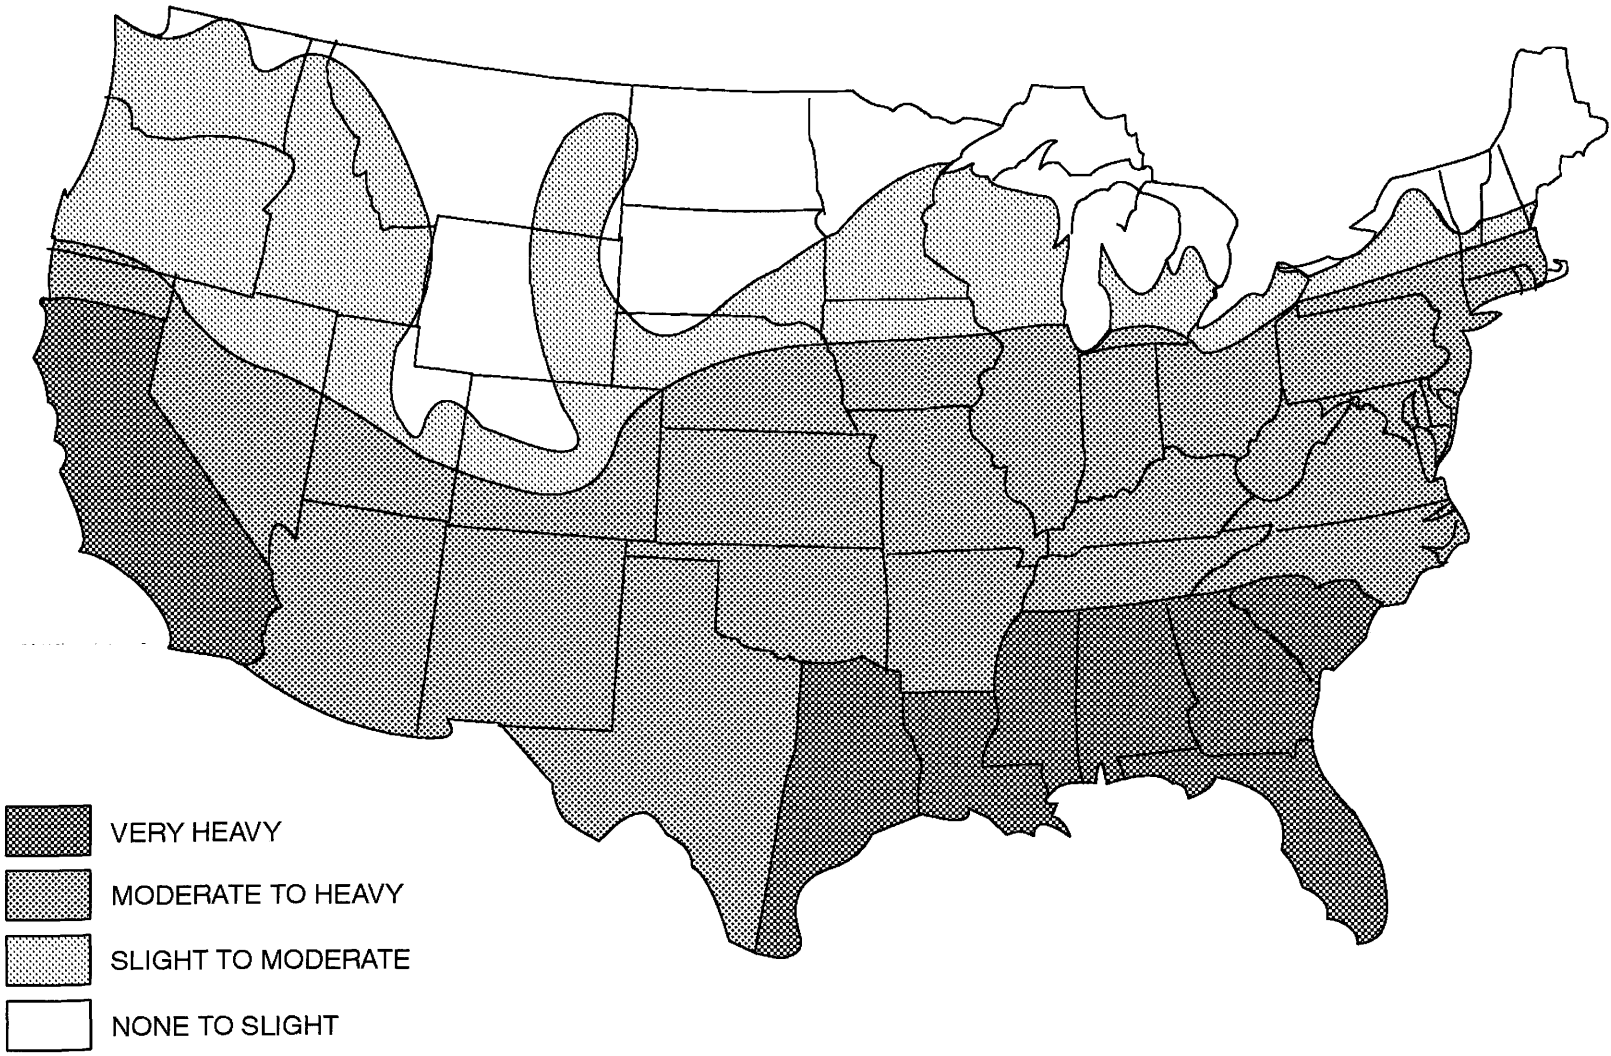 VERY HEAVY
MODERATE TO HEAVY
SLIGHT TO MODERATE
NONE TO SLIGHT